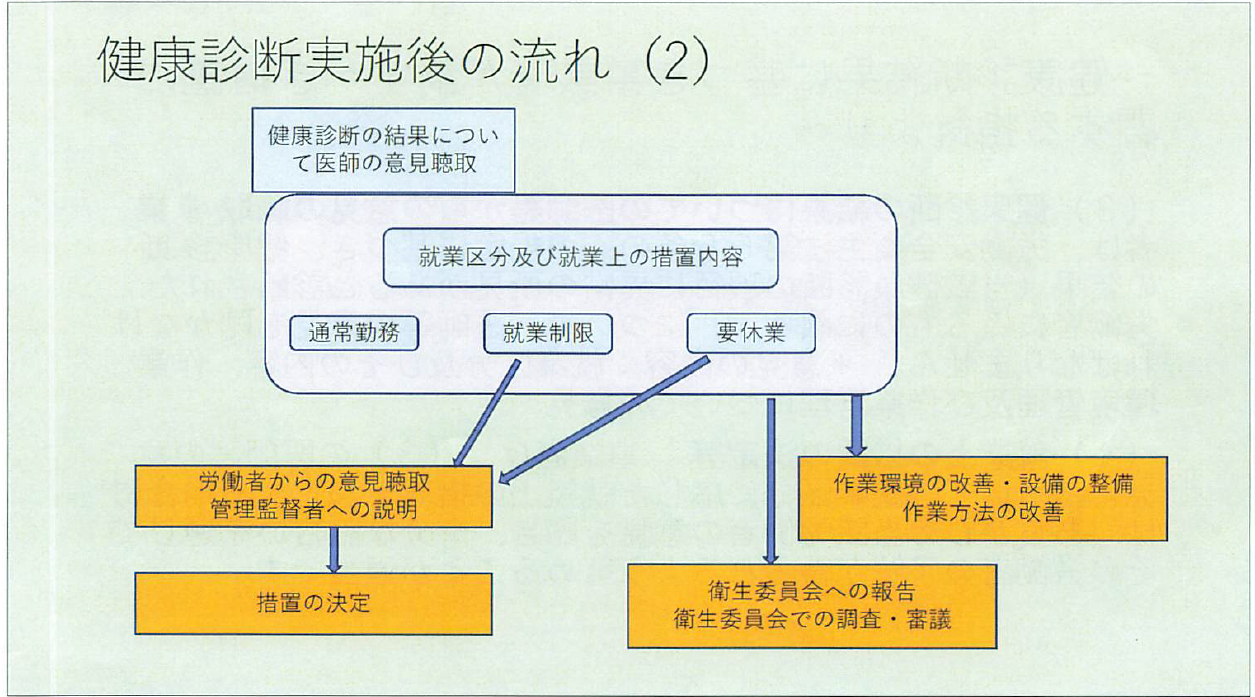 健康診断実施後の流れ（2）
健康診断の結果につい
て医師の意見聴取
就業区分及び就業上の措置内容
通常勤務
就業制限
要休業
労働者からの意見聴取
管理監督者への説明
作業環境の改善・設備の整備
作業方法の改善
措置の決定
衛生委員会への報告
衛生委員会での調査・審議